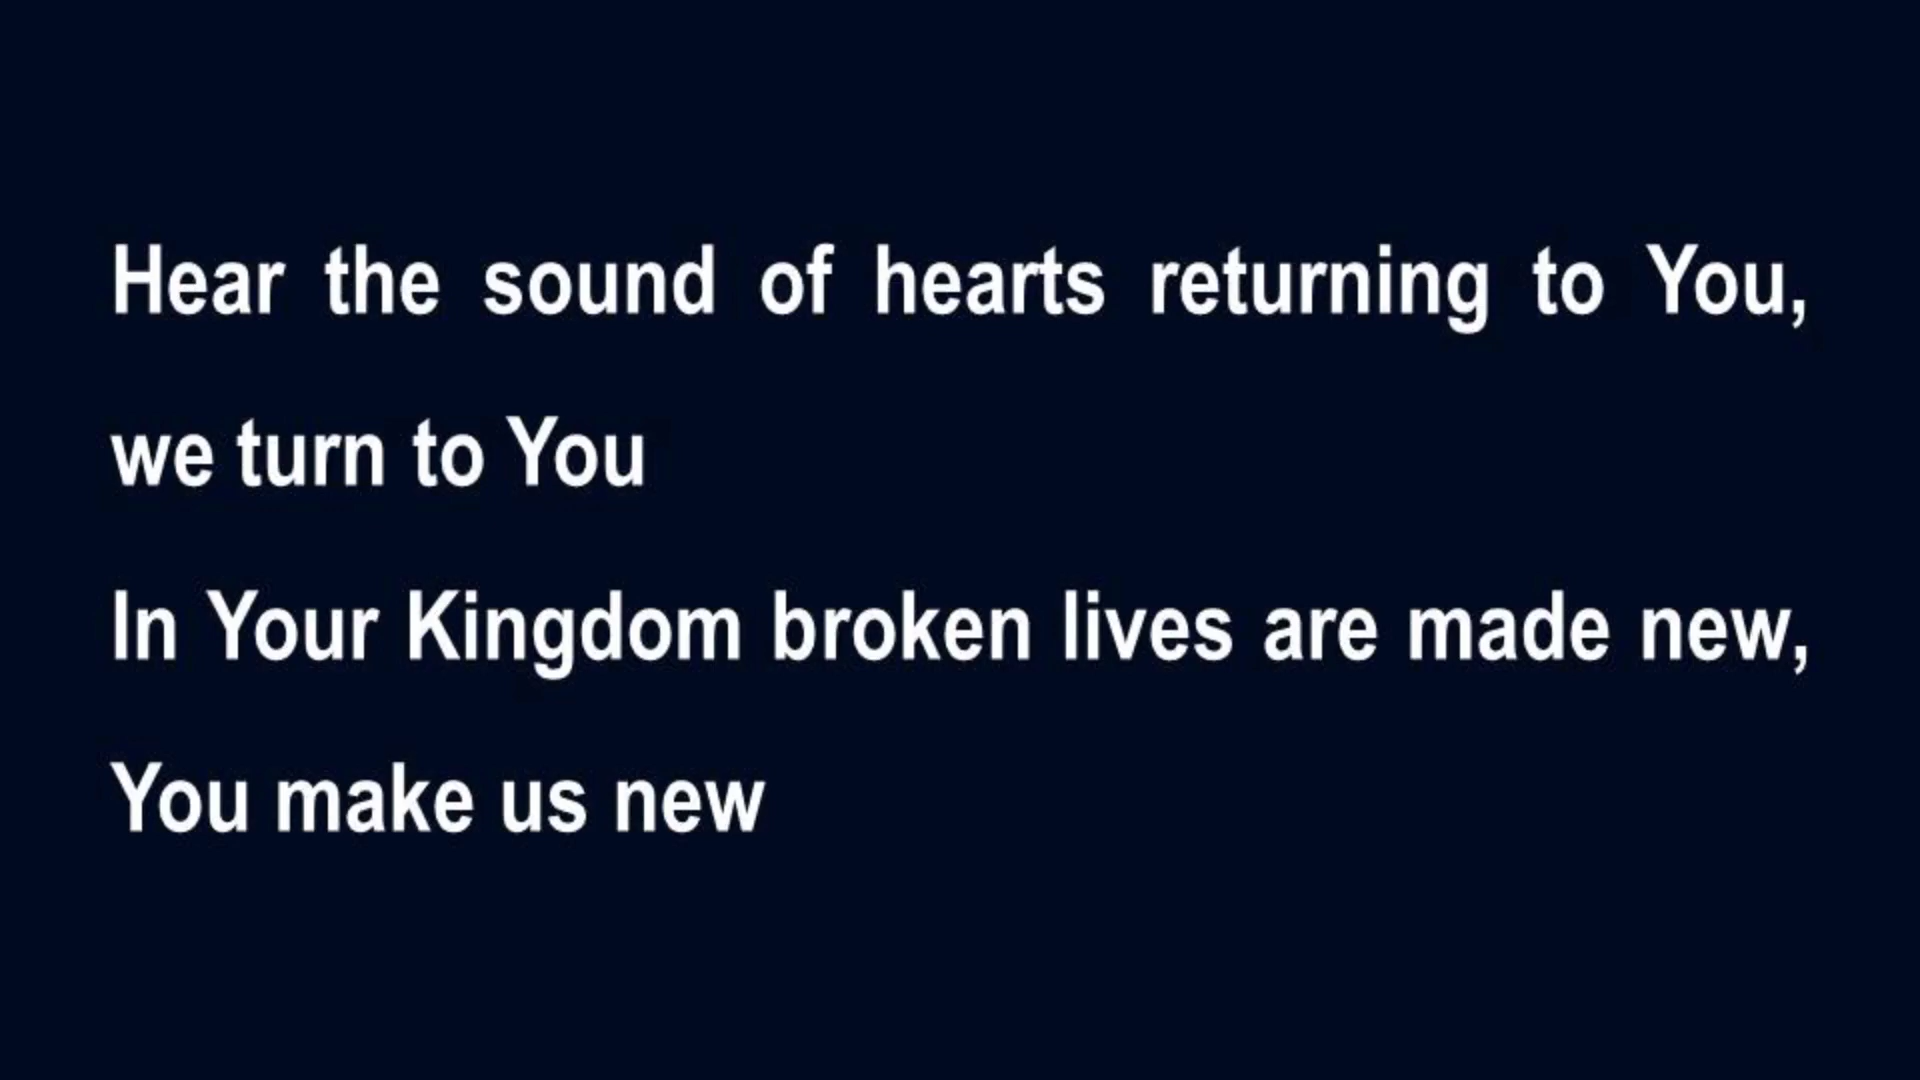 Hear the sound of hearts returning to You,
we turn to You
In Your Kingdom broken lives are made new,
You make us new